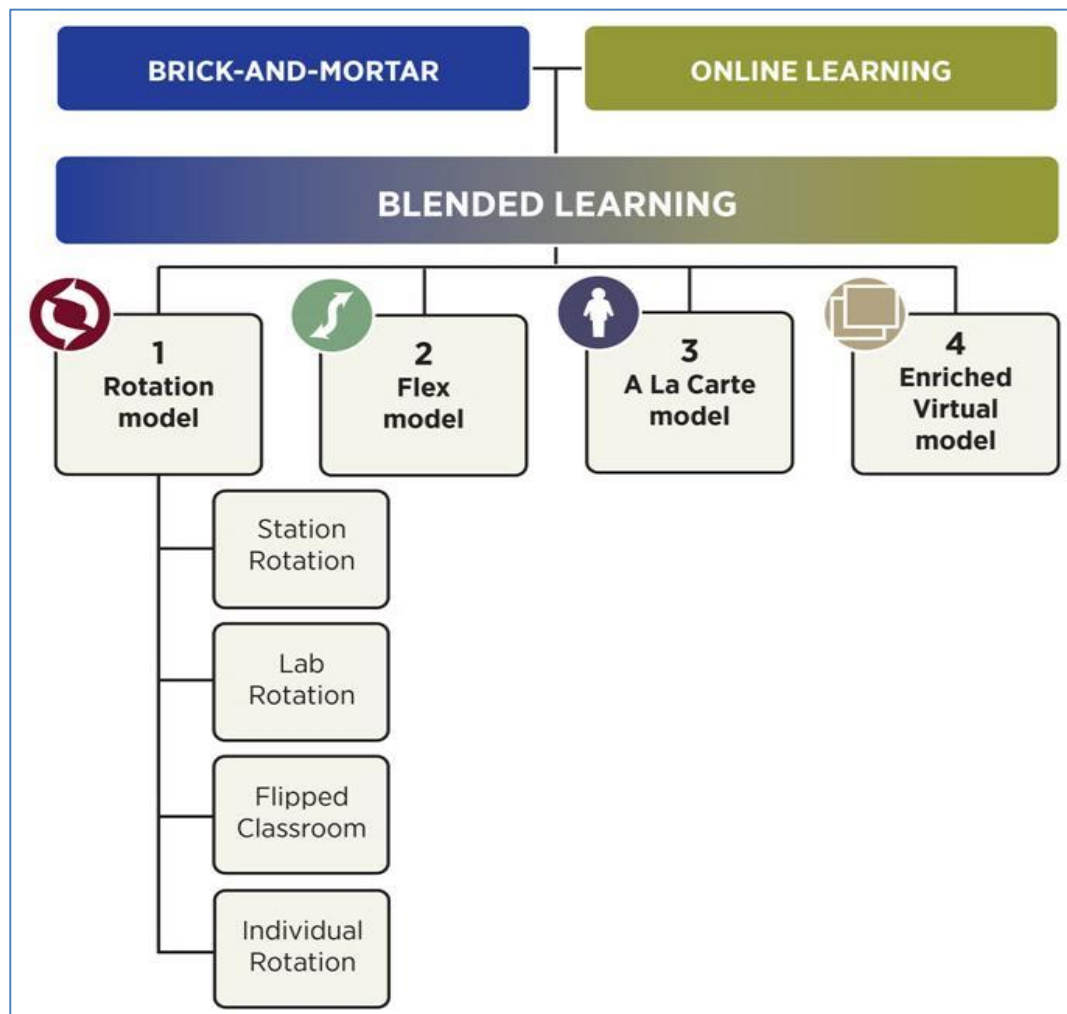 BRICK-AND-MORTAR
ONLINE LEARNING
BLENDED LEARNING
1
Rotation
model
2
Flex
model
3
A La Carte
model
4
Enriched
Virtual
model
Station
Rotation
Lab
Rotation
Flipped
Classroom
Individual
Rotation